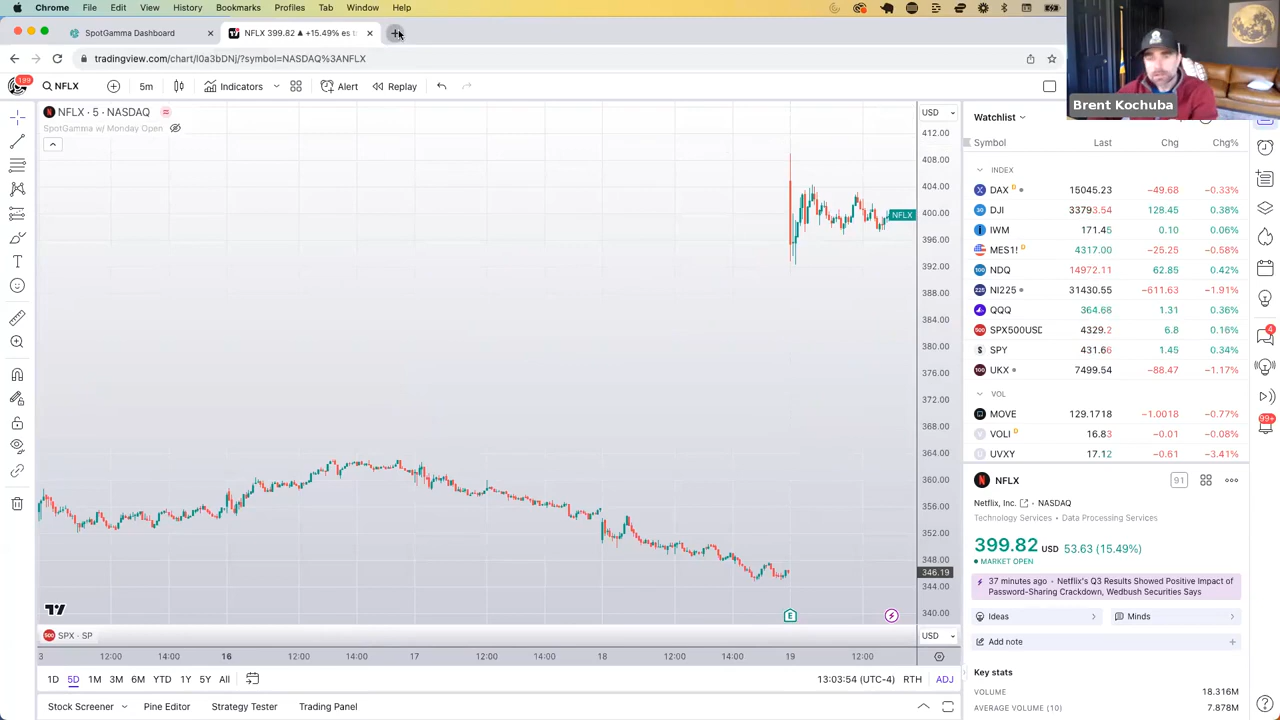 Chrome File Edit View History Bookmarks Profiles Tab Window Help
SpotGamma Dashboard
NFLX 399.82 ▲ +15.49% es t
tradingview.com/chart/l0a3bDNj/?symbol=NASDAQ%3ANFLX
199
NFLX 5m Indicators Alert Replay
Brent Kochuba
NFLX · 5 · NASDAQ
SpotGamma w/ Monday Open
USD
412.00
408.00
404.00
400.00
NFLX
396.00
392.00
388.00
384.00
380.00
376.00
372.00
368.00
364.00
360.00
356.00
352.00
348.00
346.19
344.00
340.00
SPX · SP
USD
3 12:00 14:00 16 12:00 14:00 17 12:00 14:00 18 12:00 14:00 19 12:00
1D 5D 1M 3M 6M YTD 1Y 5Y All
13:03:54 (UTC-4) RTH ADJ
Stock Screener Pine Editor Strategy Tester Trading Panel
Watchlist
Symbol Last Chg Chg%
INDEX
DAX D 15045.23 −49.68 −0.33%
DJI 33793.54 128.45 0.38%
IWM 171.45 0.10 0.06%
MES1! D 4317.00 −25.25 −0.58%
NDQ 14972.11 62.85 0.42%
NI225 31430.55 −611.63 −1.91%
QQQ 364.66 1.31 0.36%
SPX500USD 4329.2 6.8 0.16%
SPY 431.66 1.45 0.34%
UKX 7499.54 −88.47 −1.17%
VOL
MOVE 129.1718 −1.0018 −0.77%
VOLI D 16.83 −0.01 −0.08%
UVXY 17.12 −0.61 −3.41%
NFLX
91
Netflix, Inc. · NASDAQ
Technology Services · Data Processing Services
399.82 USD 53.63 (15.49%)
MARKET OPEN
37 minutes ago · Netflix's Q3 Results Showed Positive Impact of
Password-Sharing Crackdown, Wedbush Securities Says
Ideas
Minds
Add note
Key stats
VOLUME 18.316M
AVERAGE VOLUME (10) 7.878M
4
99+